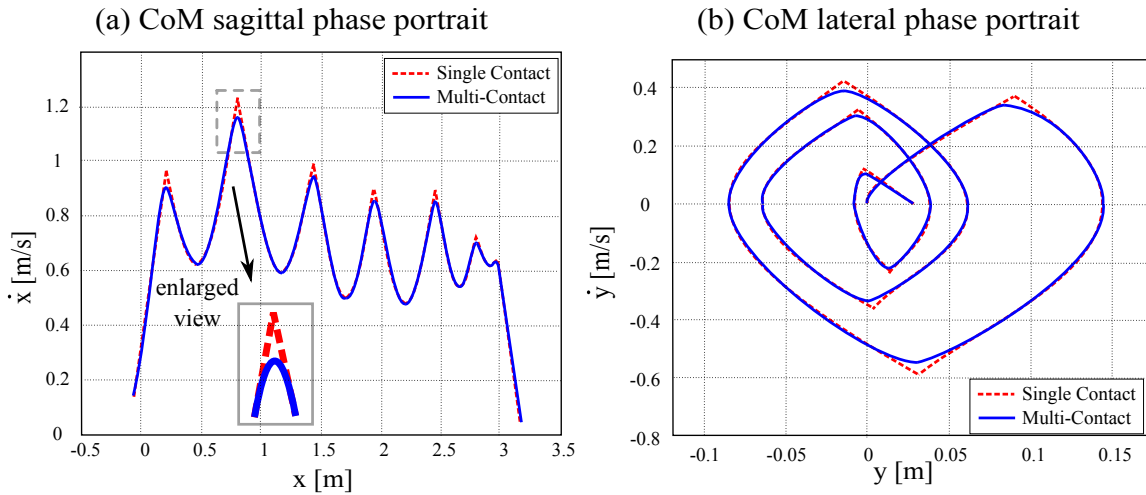 (a) CoM sagittal phase portrait
Single Contact
Multi-Contact
1.2
1
0.8
0.6
0.4
0.2
0
ẋ [m/s]
enlarged
view
-0.5
0
0.5
1
1.5
2
2.5
3
3.5
x [m]
(b) CoM lateral phase portrait
0.4
0.2
0
-0.2
-0.4
-0.6
-0.8
ẏ [m/s]
Single Contact
Multi-Contact
-0.1
-0.05
0
0.05
0.1
0.15
y [m]